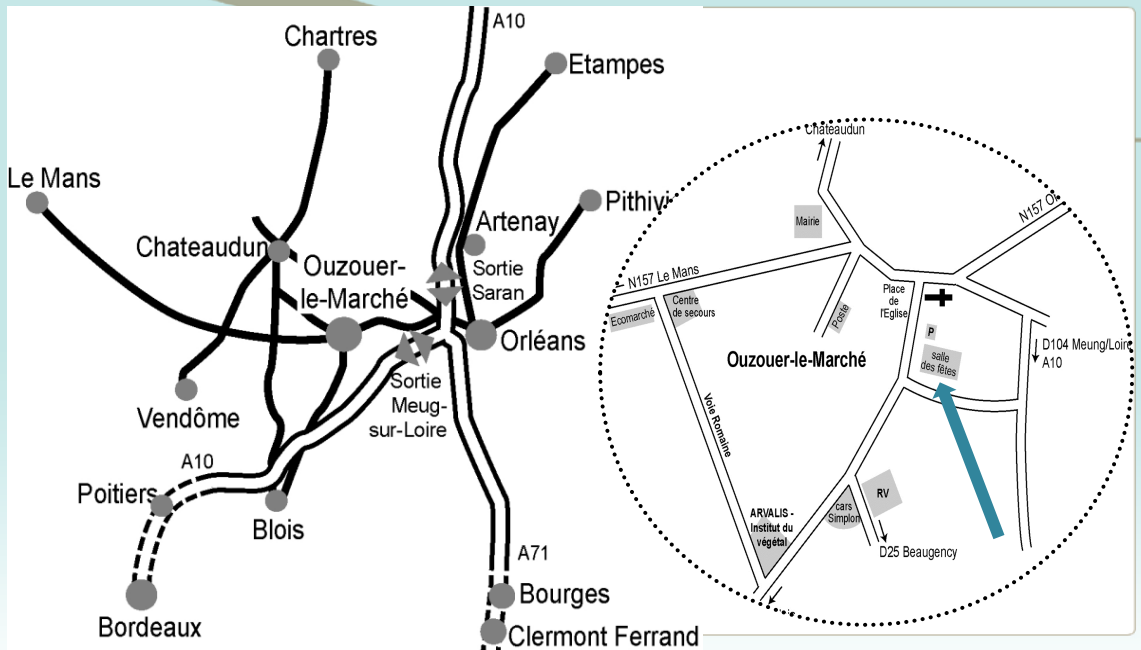 A10
Chartres
Etampes
Le Mans
Pithivi
Artenay
Chateaudun
Ouzouer-
le-Marché
Sortie
Saran
Orléans
Sortie
Meug-
sur-Loire
Vendôme
A10
Poitiers
Blois
A71
Bourges
Bordeaux
Clermont Ferrand
Chateaudun
Mairie
N157 Le Mans
Ecomarché
Centre
de secours
Poste
Place
de
l'Eglise
P
salle
des fêtes
D104 Meung/Loire
A10
Ouzouer-le-Marché
Voie Romaine
ARVALIS -
Institut du
végétal
cars
Simplon
RV
D25 Beaugency
N157